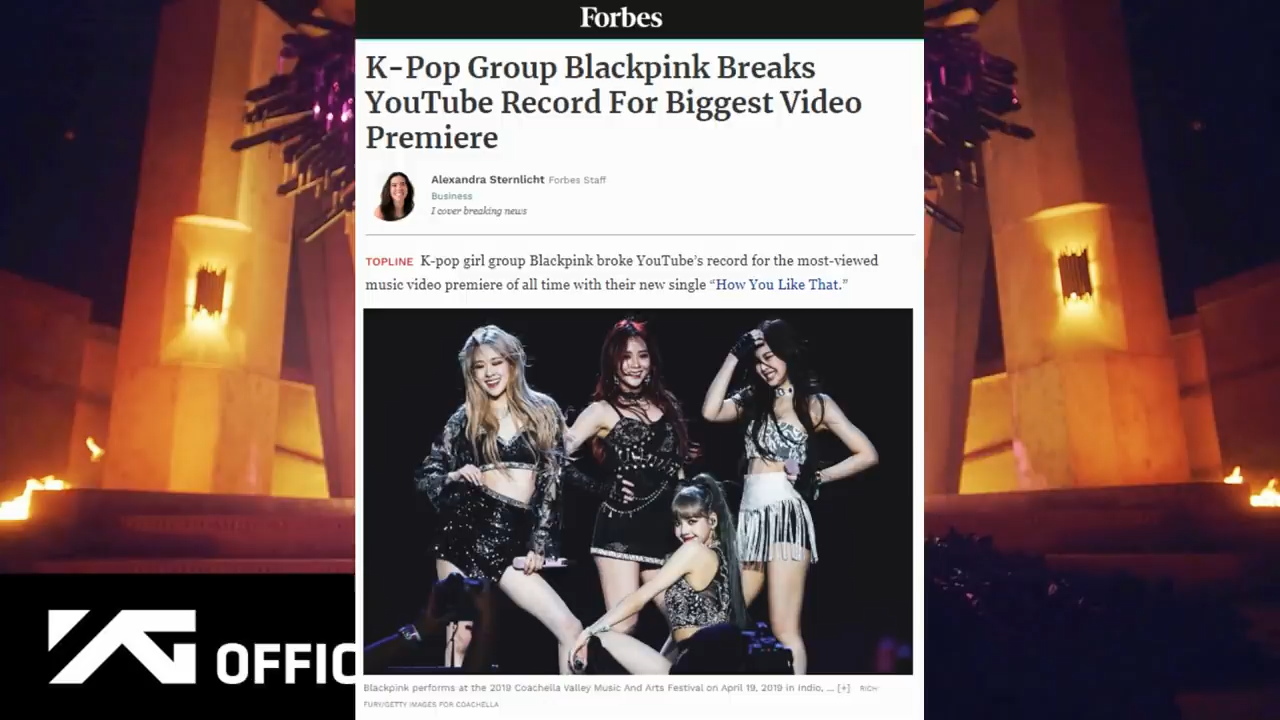 Forbes
K-Pop Group Blackpink Breaks
YouTube Record For Biggest Video
Premiere
Alexandra Sternlicht Forbes Staff
Business
I cover breaking news
TOPLINE K-pop girl group Blackpink broke YouTube's record for the most-viewed
music video premiere of all time with their new single “How You Like That.”
Blackpink performs at the 2019 Coachella Valley Music And Arts Festival on April 19, 2019 in Indio, ... [+] RICH
FURY/GETTY IMAGES FOR COACHELLA
YG OFFIC